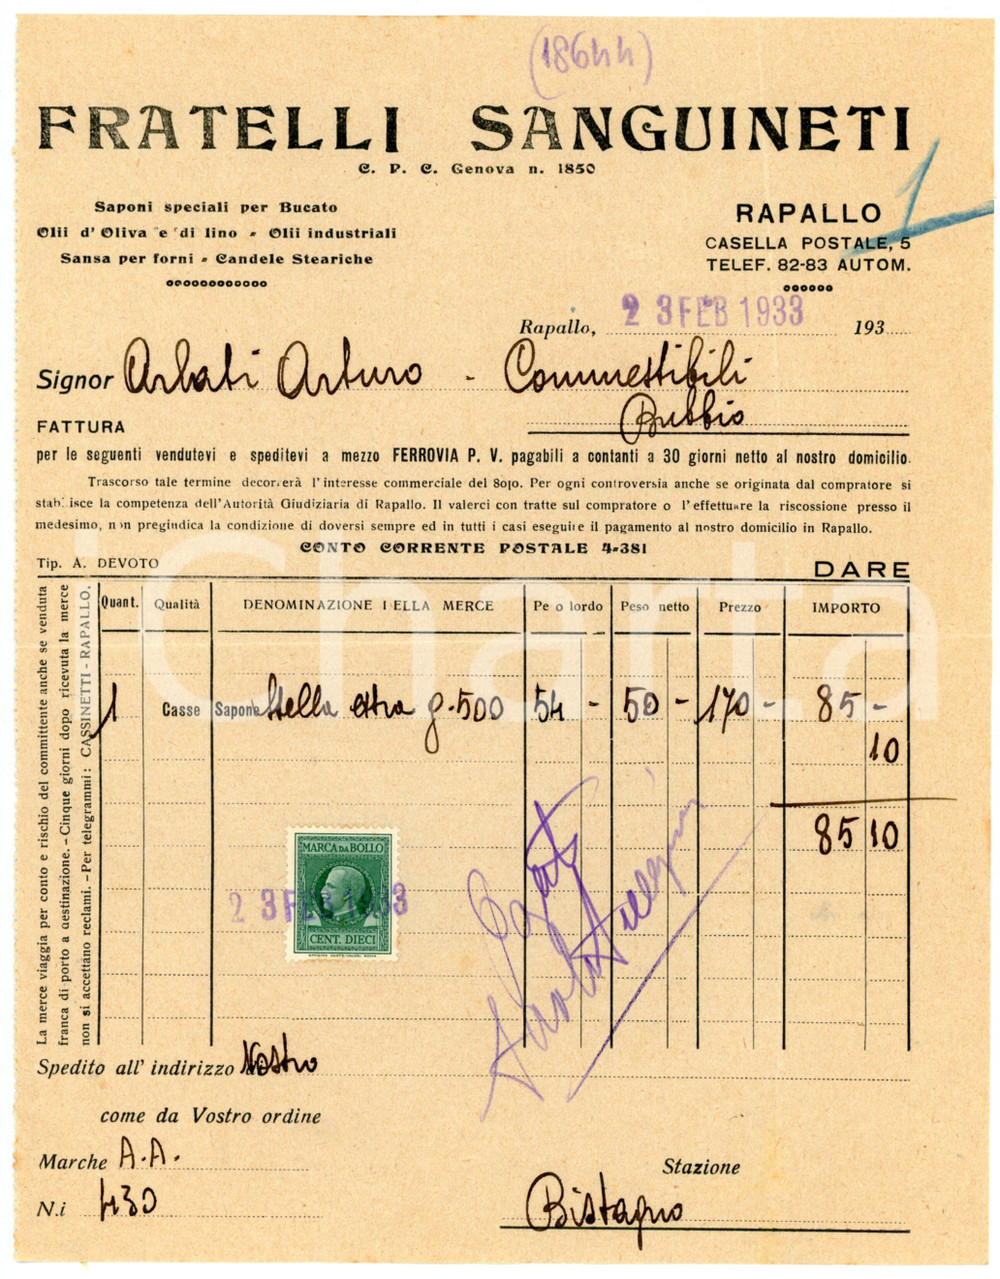 (18644)
FRATELLI SANGUINETI
C. P. C. Genova n. 1850
Saponi speciali per Bucato
Olii d'Oliva e di lino - Olii industriali
Sansa per forni - Candele Steariche
RAPALLO
CASELLA POSTALE, 5
TELEF. 82-83 AUTOM.
Rapallo, 23 FEB 1933 193
Signor Arlati Arturo - Commestibili
Bubbio
FATTURA
per le seguenti vendutevi e speditevi a mezzo FERROVIA P. V. pagabili a contanti a 30 giorni netto al nostro domicilio.
Trascorso tale termine decorrerà l'interesse commerciale del 8%. Per ogni controversia anche se originata dal compratore si
stabilisce la competenza dell'Autorità Giudiziaria di Rapallo. Il valerci con tratte sul compratore o l'effettuare la riscossione presso il
medesimo, non pregindica la condizione di doversi sempre ed in tutti i casi eseguire il pagamento al nostro domicilio in Rapallo.
CONTO CORRENTE POSTALE 4-381
Tip. A. DEVOTO
DARE
Quant. Qualità DENOMINAZIONE DELLA MERCE Peso lordo Peso netto Prezzo IMPORTO
1 Casse Sapone Stella extra g. 500 54 - 50 - 170 - 85 -
10
85 10
MARCA DA BOLLO
CENT. DIECI
23 FEB 1933
La merce viaggia per conto e rischio del committente anche se venduta
franca di porto a destinazione. - Cinque giorni dopo ricevuta la merce
non si accettano reclami. - Per telegrammi: CASSINETTI - RAPALLO.
Spedito all' indirizzo Vostro
come da Vostro ordine
Marche A.A.
N.i 430
Stazione
Bistagno
Charta